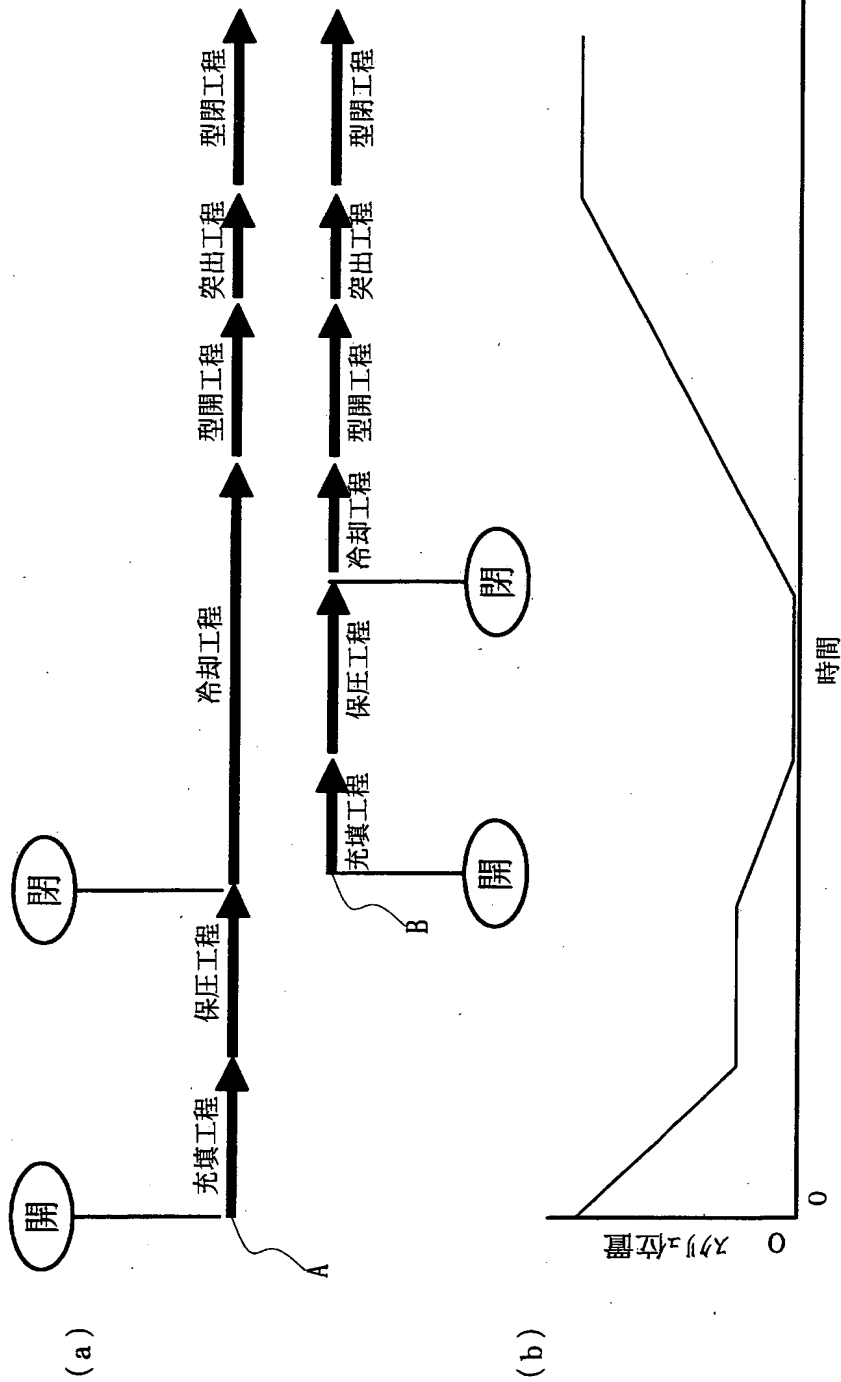 (a)
開
閉
充填工程
保圧工程
冷却工程
型開工程
突出工程
型閉工程
A
充填工程
保圧工程
冷却工程
型開工程
突出工程
型閉工程
B
開
閉
(b)
スクリュ位置
0
0
時間